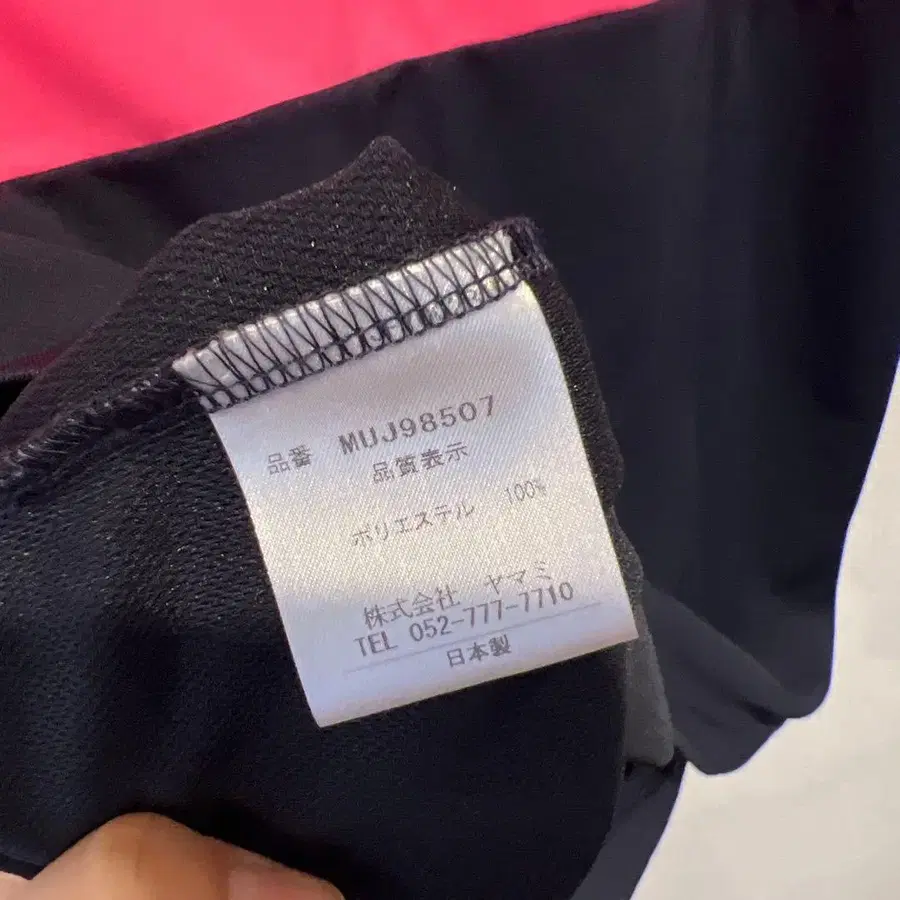 品番 MUJ98507
品質表示
ポリエステル 100%
株式会社 ヤマミ
TEL 052-777-7710
日本製